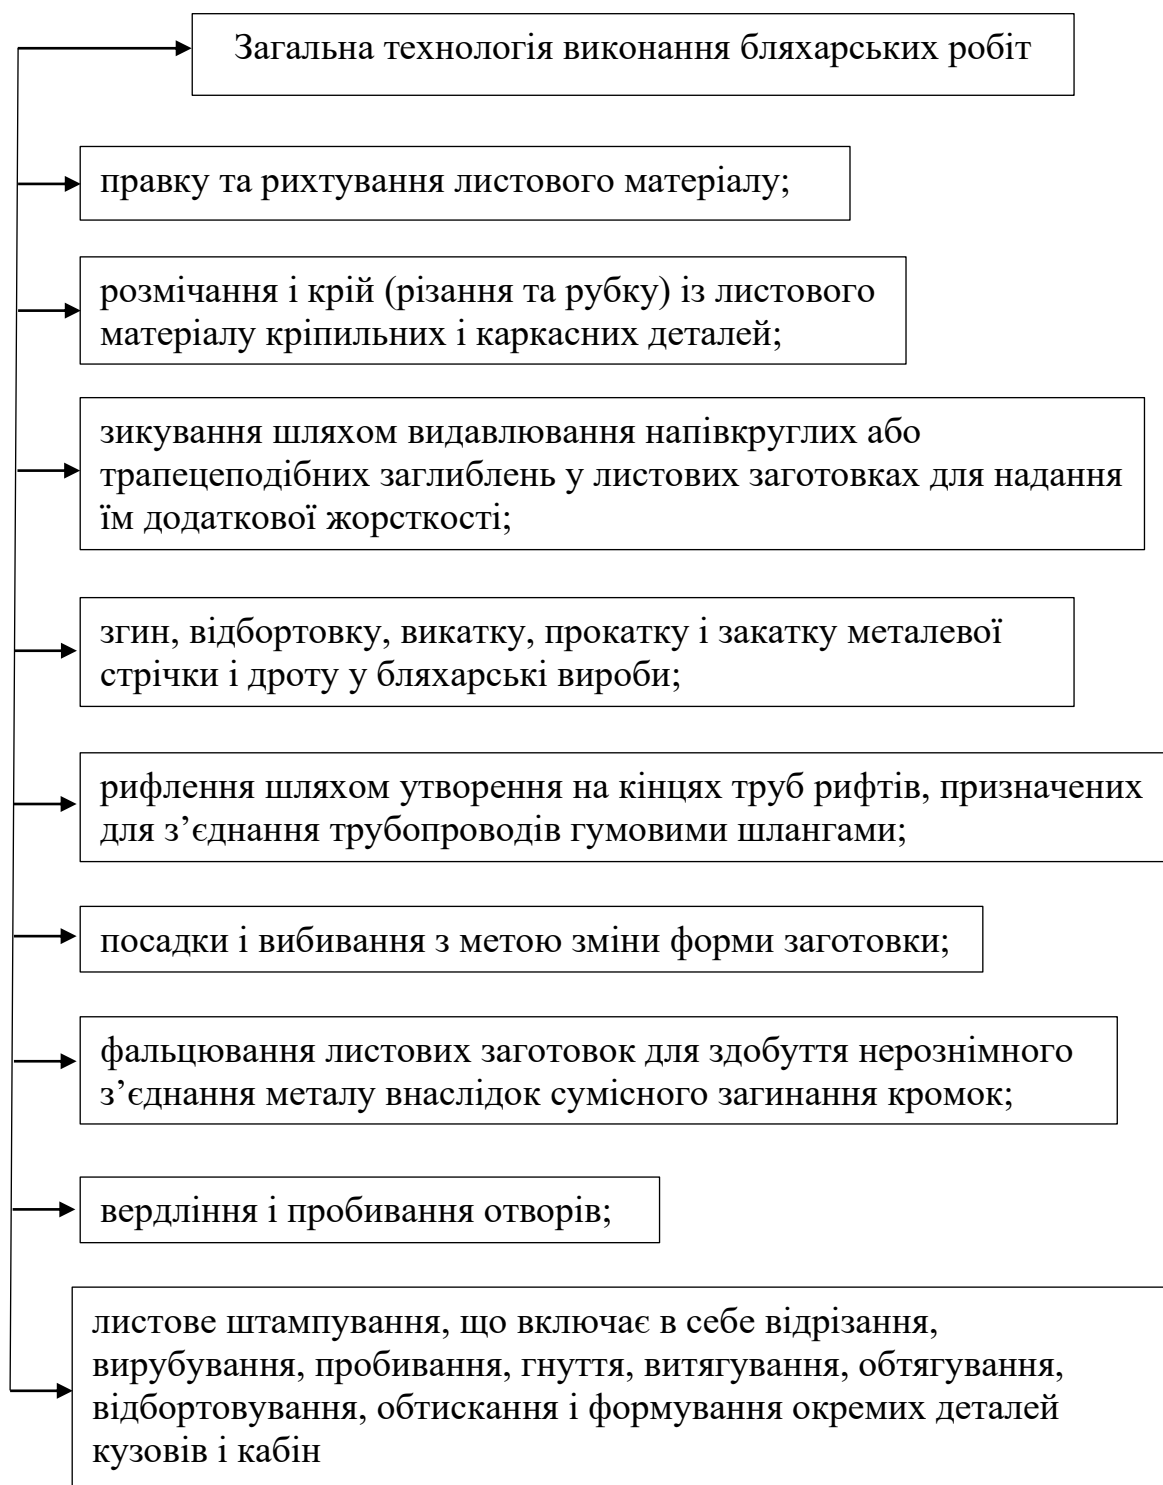 Загальна технологія виконання бляхарських робіт
правку та рихтування листового матеріалу;
розмічання і крій (різання та рубку) із листового
матеріалу кріпильних і каркасних деталей;
зикування шляхом видавлювання напівкруглих або
трапецеподібних заглиблень у листових заготовках для надання
їм додаткової жорсткості;
згин, відбортовку, викатку, прокатку і закатку металевої
стрічки і дроту у бляхарські вироби;
рифлення шляхом утворення на кінцях труб рифтів, призначених
для з’єднання трубопроводів гумовими шлангами;
посадки і вибивання з метою зміни форми заготовки;
фальцювання листових заготовок для здобуття нерознімного
з’єднання металу внаслідок сумісного загинання кромок;
вердління і пробивання отворів;
листове штампування, що включає в себе відрізання,
вирубування, пробивання, гнуття, витягування, обтягування,
відбортовування, обтискання і формування окремих деталей
кузовів і кабін